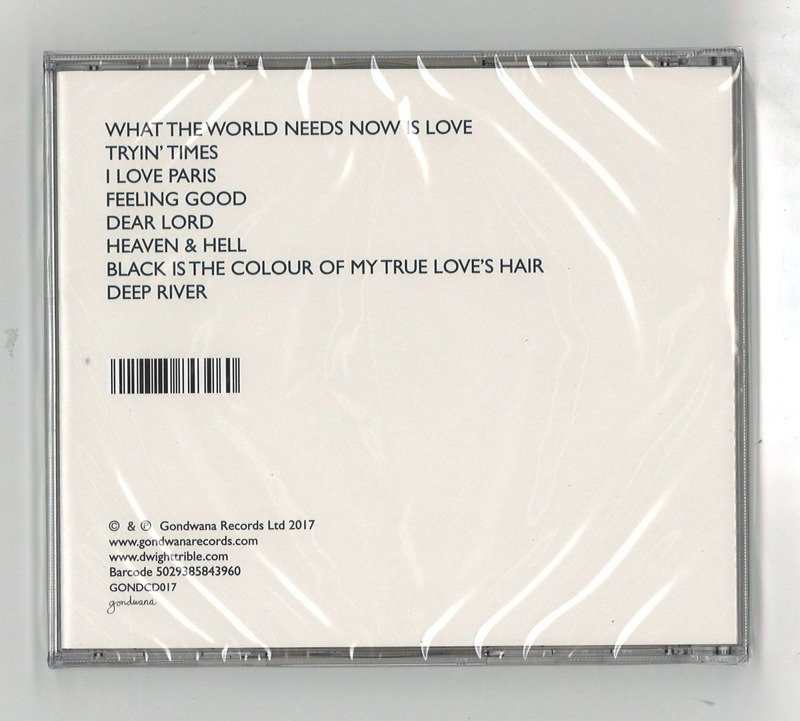 WHAT THE WORLD NEEDS NOW IS LOVE
TRYIN' TIMES
I LOVE PARIS
FEELING GOOD
DEAR LORD
HEAVEN & HELL
BLACK IS THE COLOUR OF MY TRUE LOVE'S HAIR
DEEP RIVER
© & ℗ Gondwana Records Ltd 2017
www.gondwanarecords.com
www.dwighttrible.com
Barcode 5029385843960
GONDCD017
gondwana